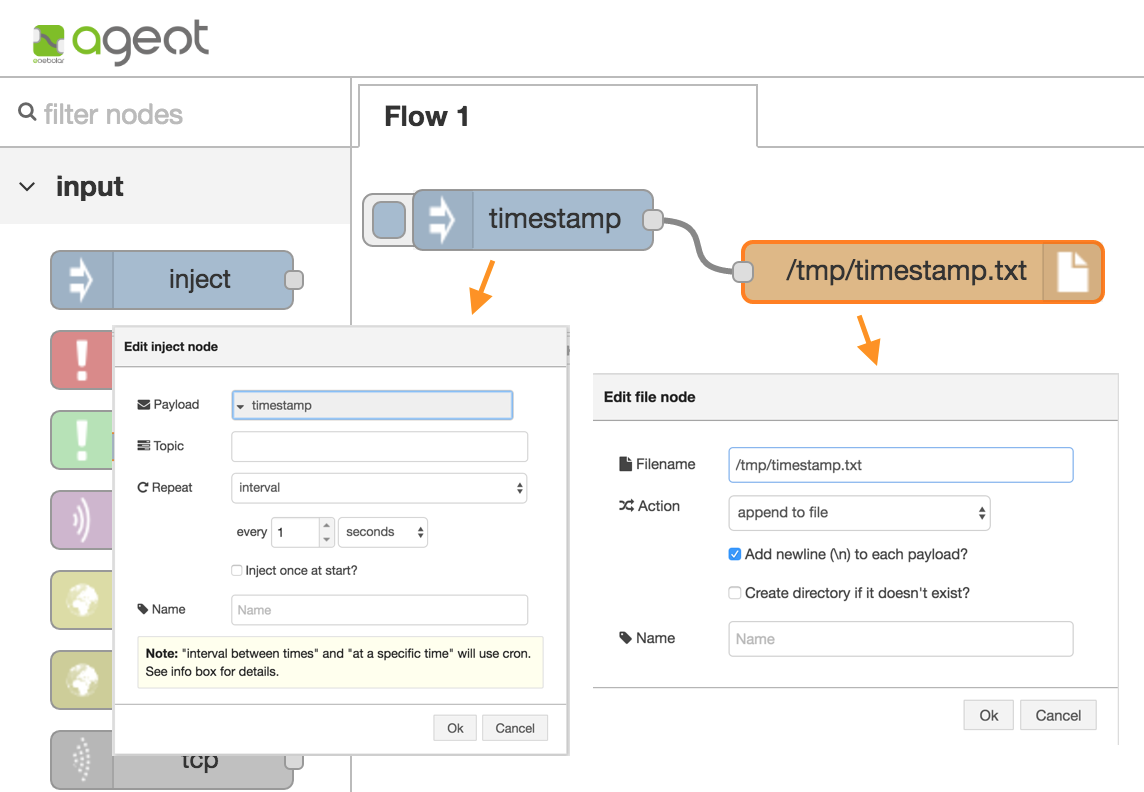 ageot
filter nodes
Flow 1
input
timestamp
/tmp/timestamp.txt
inject
Edit inject node
Payload
timestamp
Topic
Repeat
interval
every 1 seconds
Inject once at start?
Name
Name
Note: "interval between times" and "at a specific time" will use cron.
See info box for details.
Ok Cancel
tcp
Edit file node
Filename
/tmp/timestamp.txt
Action
append to file
Add newline (\n) to each payload?
Create directory if it doesn't exist?
Name
Name
Ok Cancel